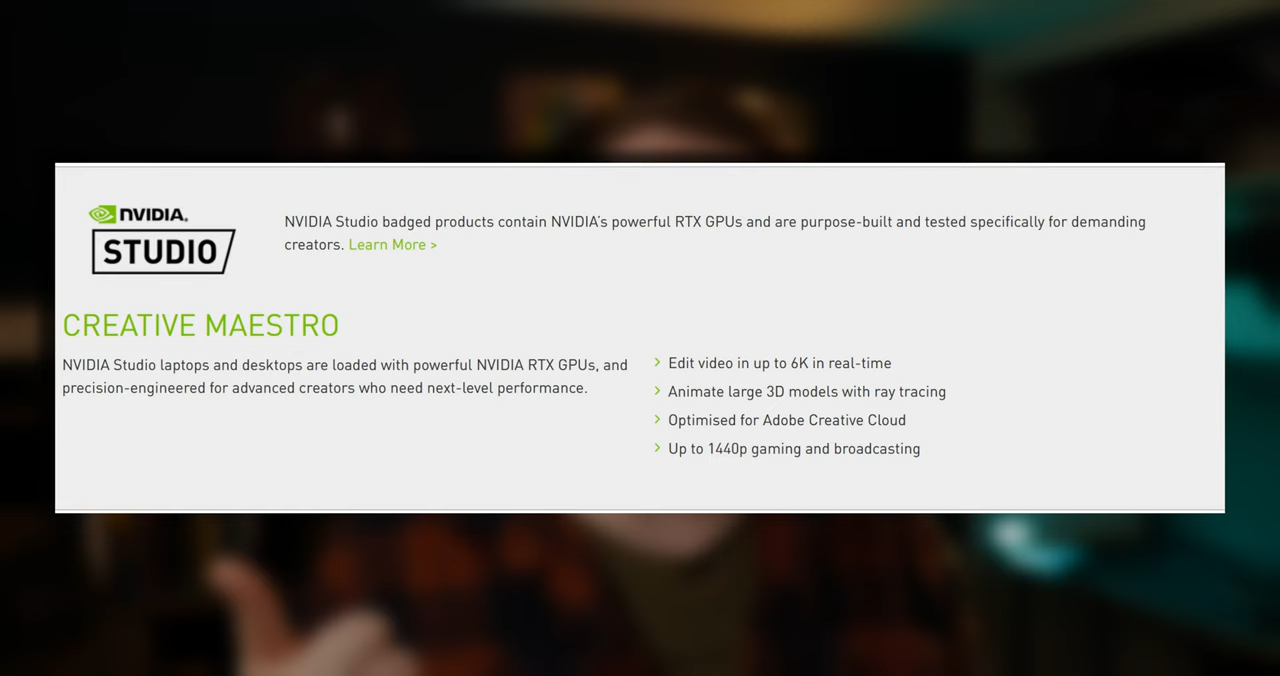 NVIDIA.
STUDIO
NVIDIA Studio badged products contain NVIDIA's powerful RTX GPUs and are purpose-built and tested specifically for demanding
creators. Learn More >
CREATIVE MAESTRO
NVIDIA Studio laptops and desktops are loaded with powerful NVIDIA RTX GPUs, and
precision-engineered for advanced creators who need next-level performance.
> Edit video in up to 6K in real-time
> Animate large 3D models with ray tracing
> Optimised for Adobe Creative Cloud
> Up to 1440p gaming and broadcasting